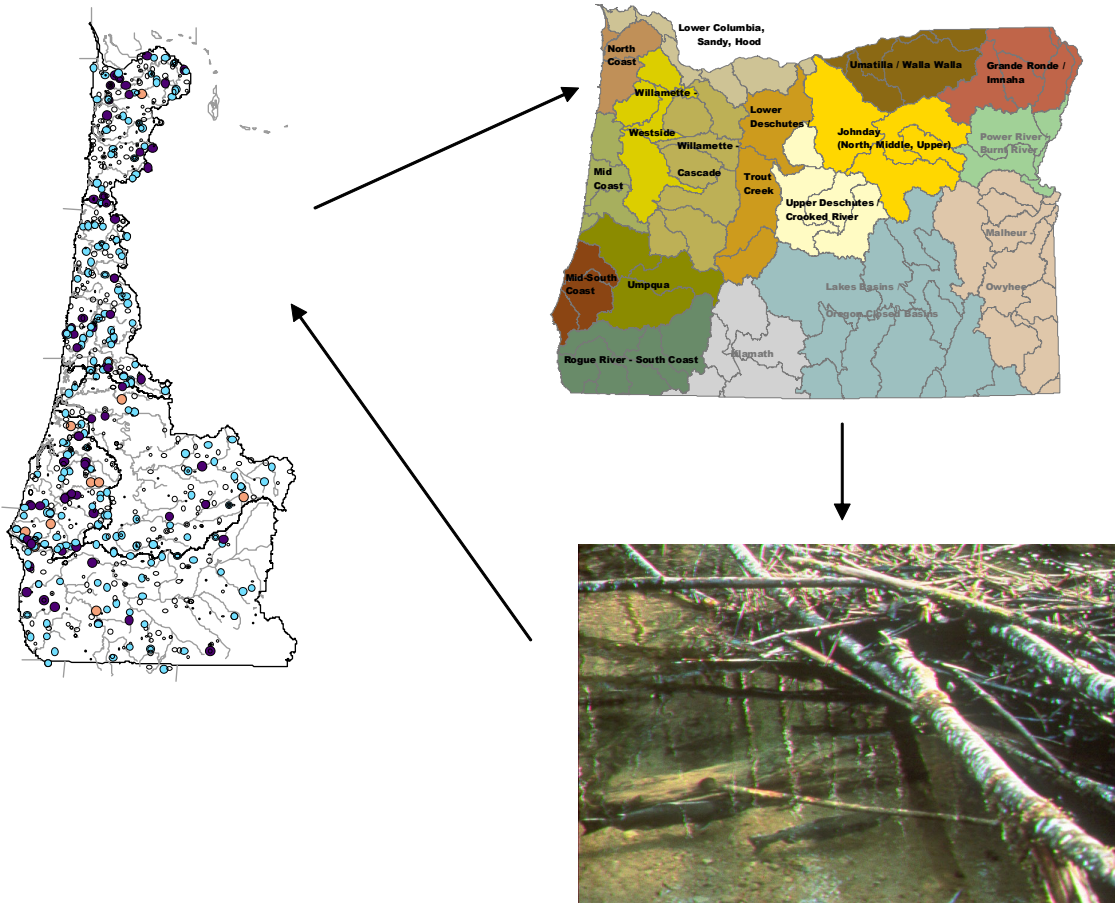 Lower Columbia,
Sandy, Hood
North
Coast
Umatilla / Walla Walla
Grande Ronde /
Imnaha
Willamette -
Westside
Lower
Deschutes /
Johnday
(North, Middle, Upper)
Power River -
Burnt River
Willamette -
Cascade
Mid
Coast
Trout
Creek
Upper Deschutes /
Crooked River
Malheur
Mid-South
Coast
Umpqua
Lakes Basins /
Oregon Closed Basins
Owyhee
Rogue River - South Coast
Klamath